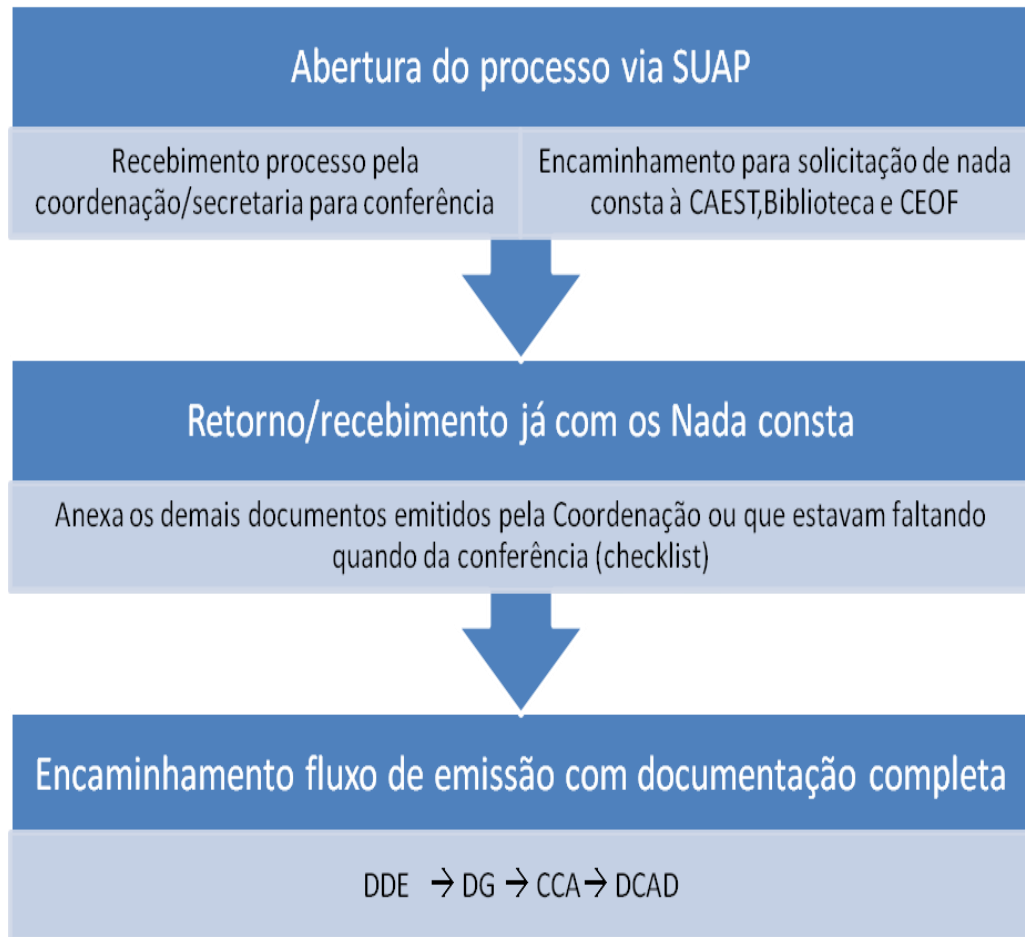 Abertura do processo via SUAP
Recebimento processo pela
coordenação/secretaria para conferência
Encaminhamento para solicitação de nada
consta à CAEST,Biblioteca e CEOF
Retorno/recebimento já com os Nada consta
Anexa os demais documentos emitidos pela Coordenação ou que estavam faltando
quando da conferência (checklist)
Encaminhamento fluxo de emissão com documentação completa
DDE → DG → CCA → DCAD